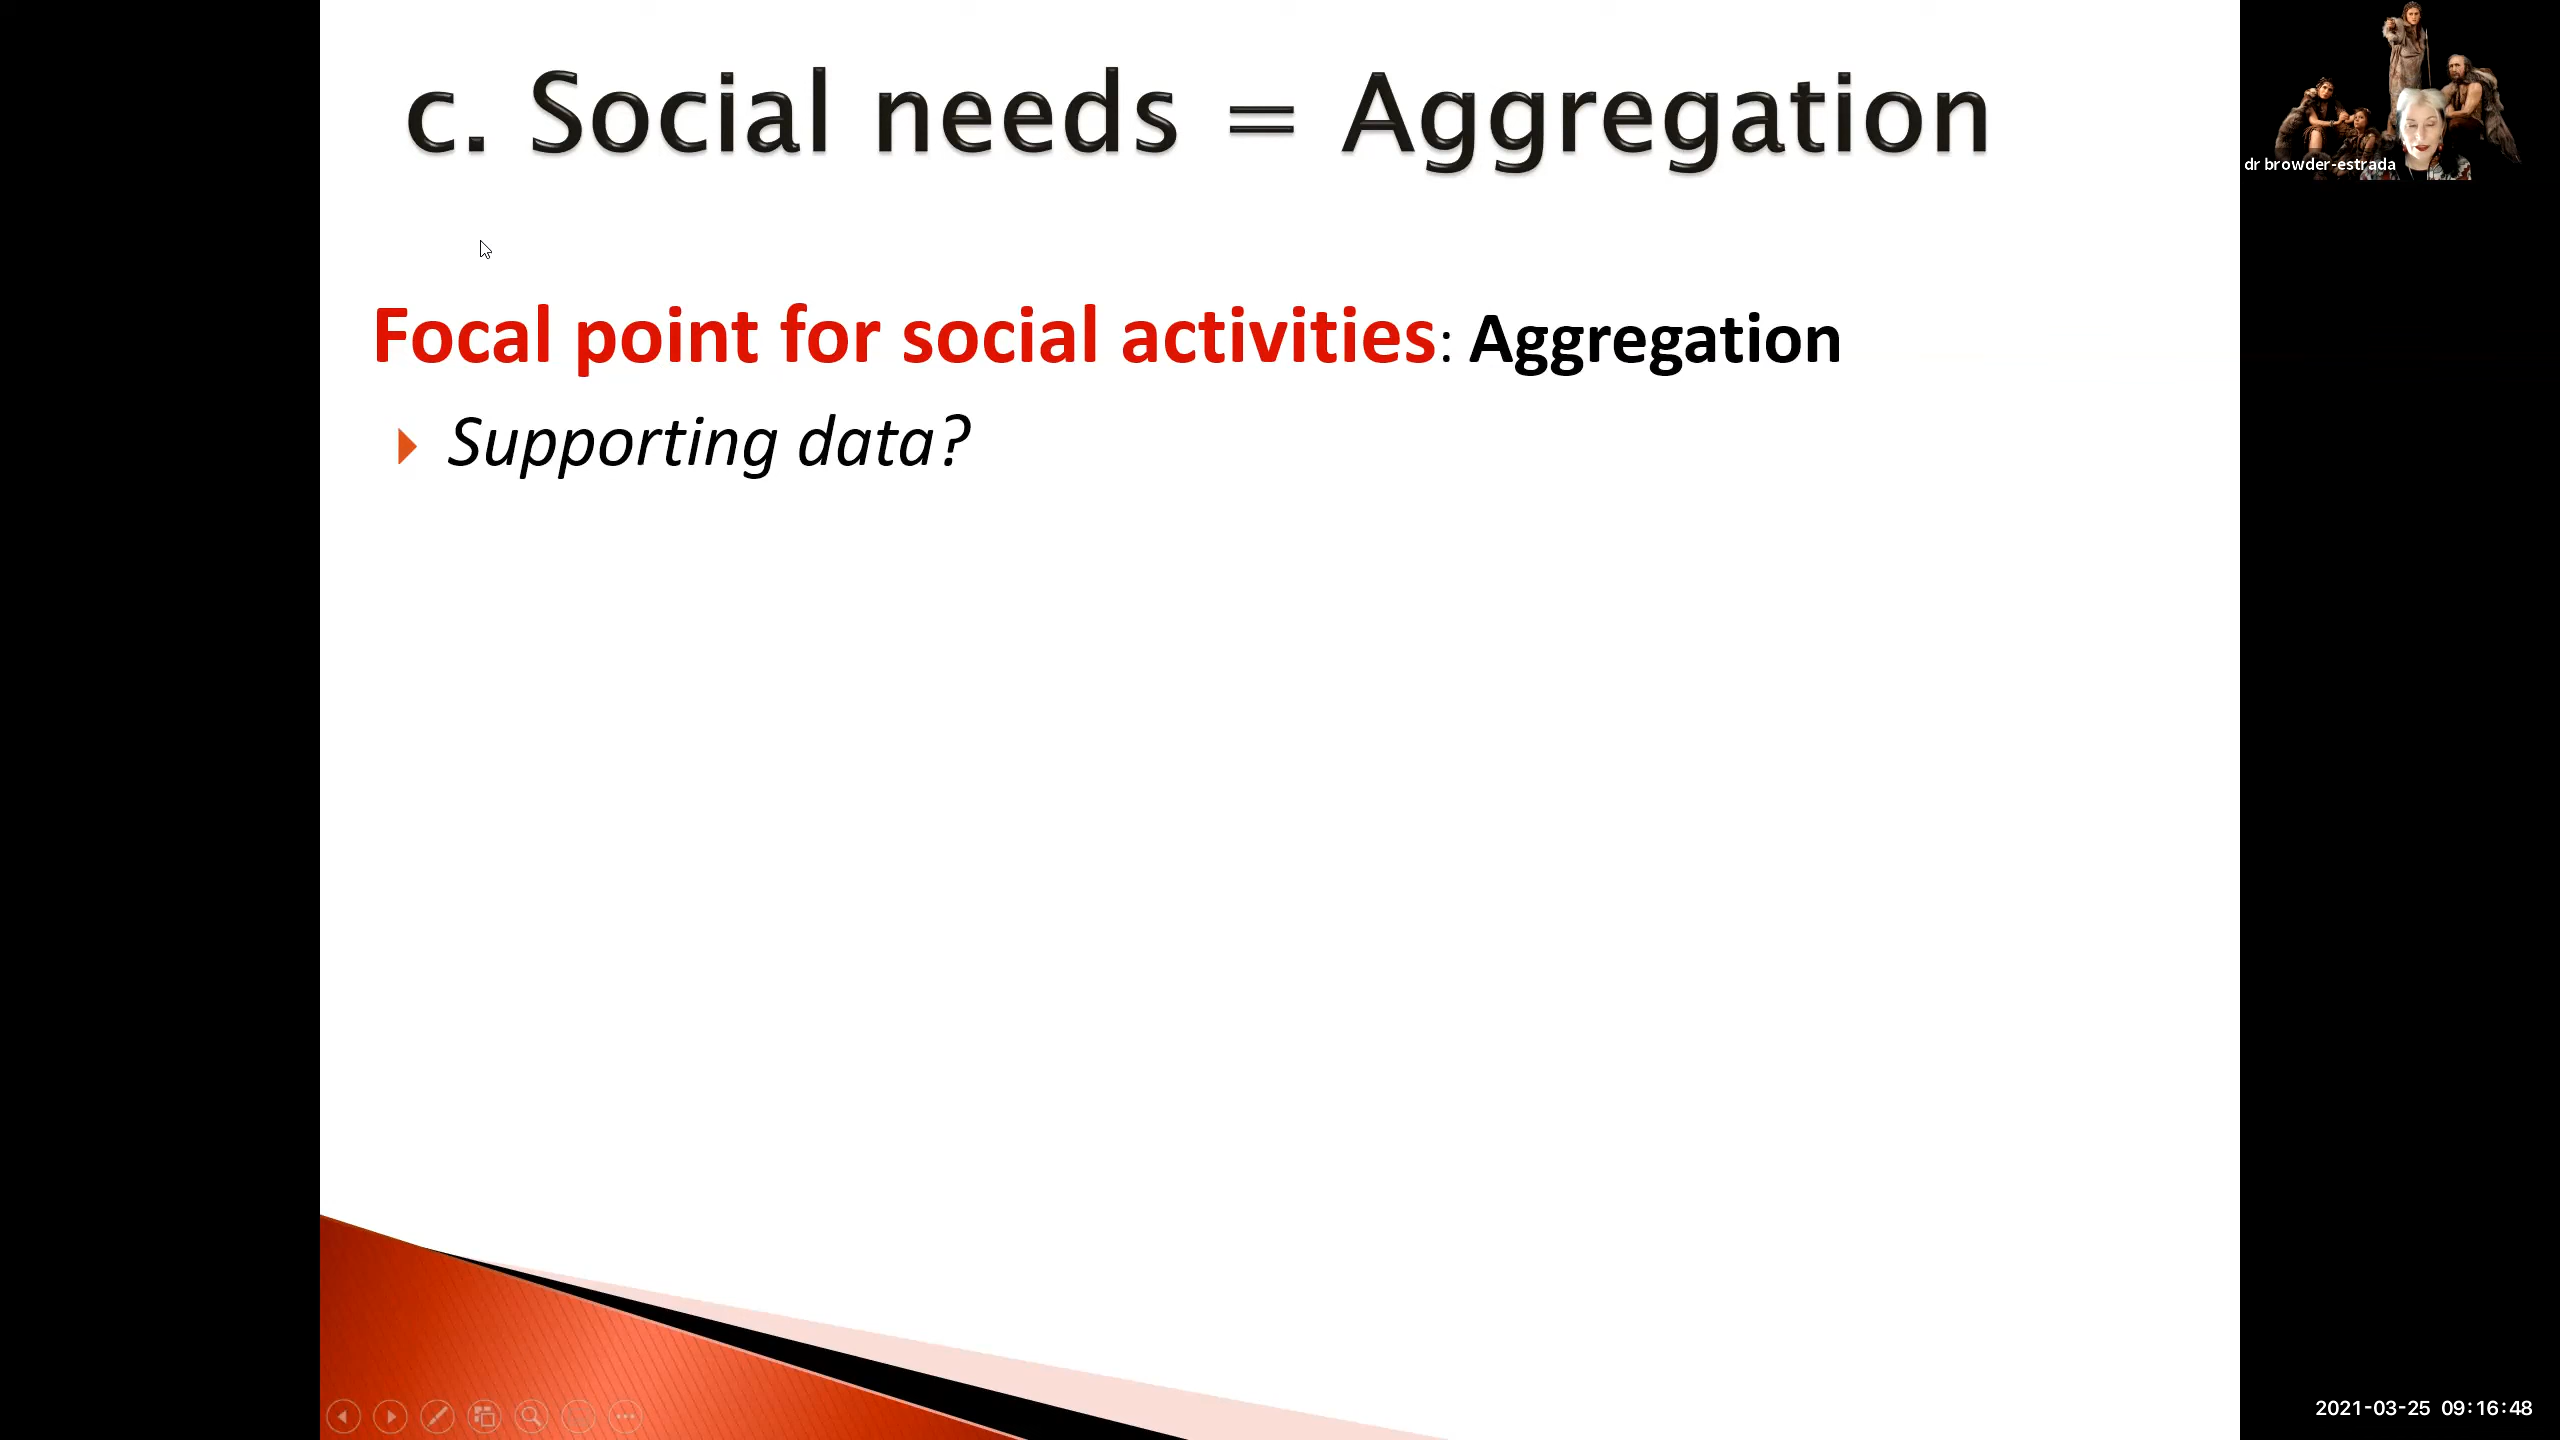 c. Social needs = Aggregation
dr browder-estrada
Focal point for social activities: Aggregation
Supporting data?
2021-03-25 09:16:48